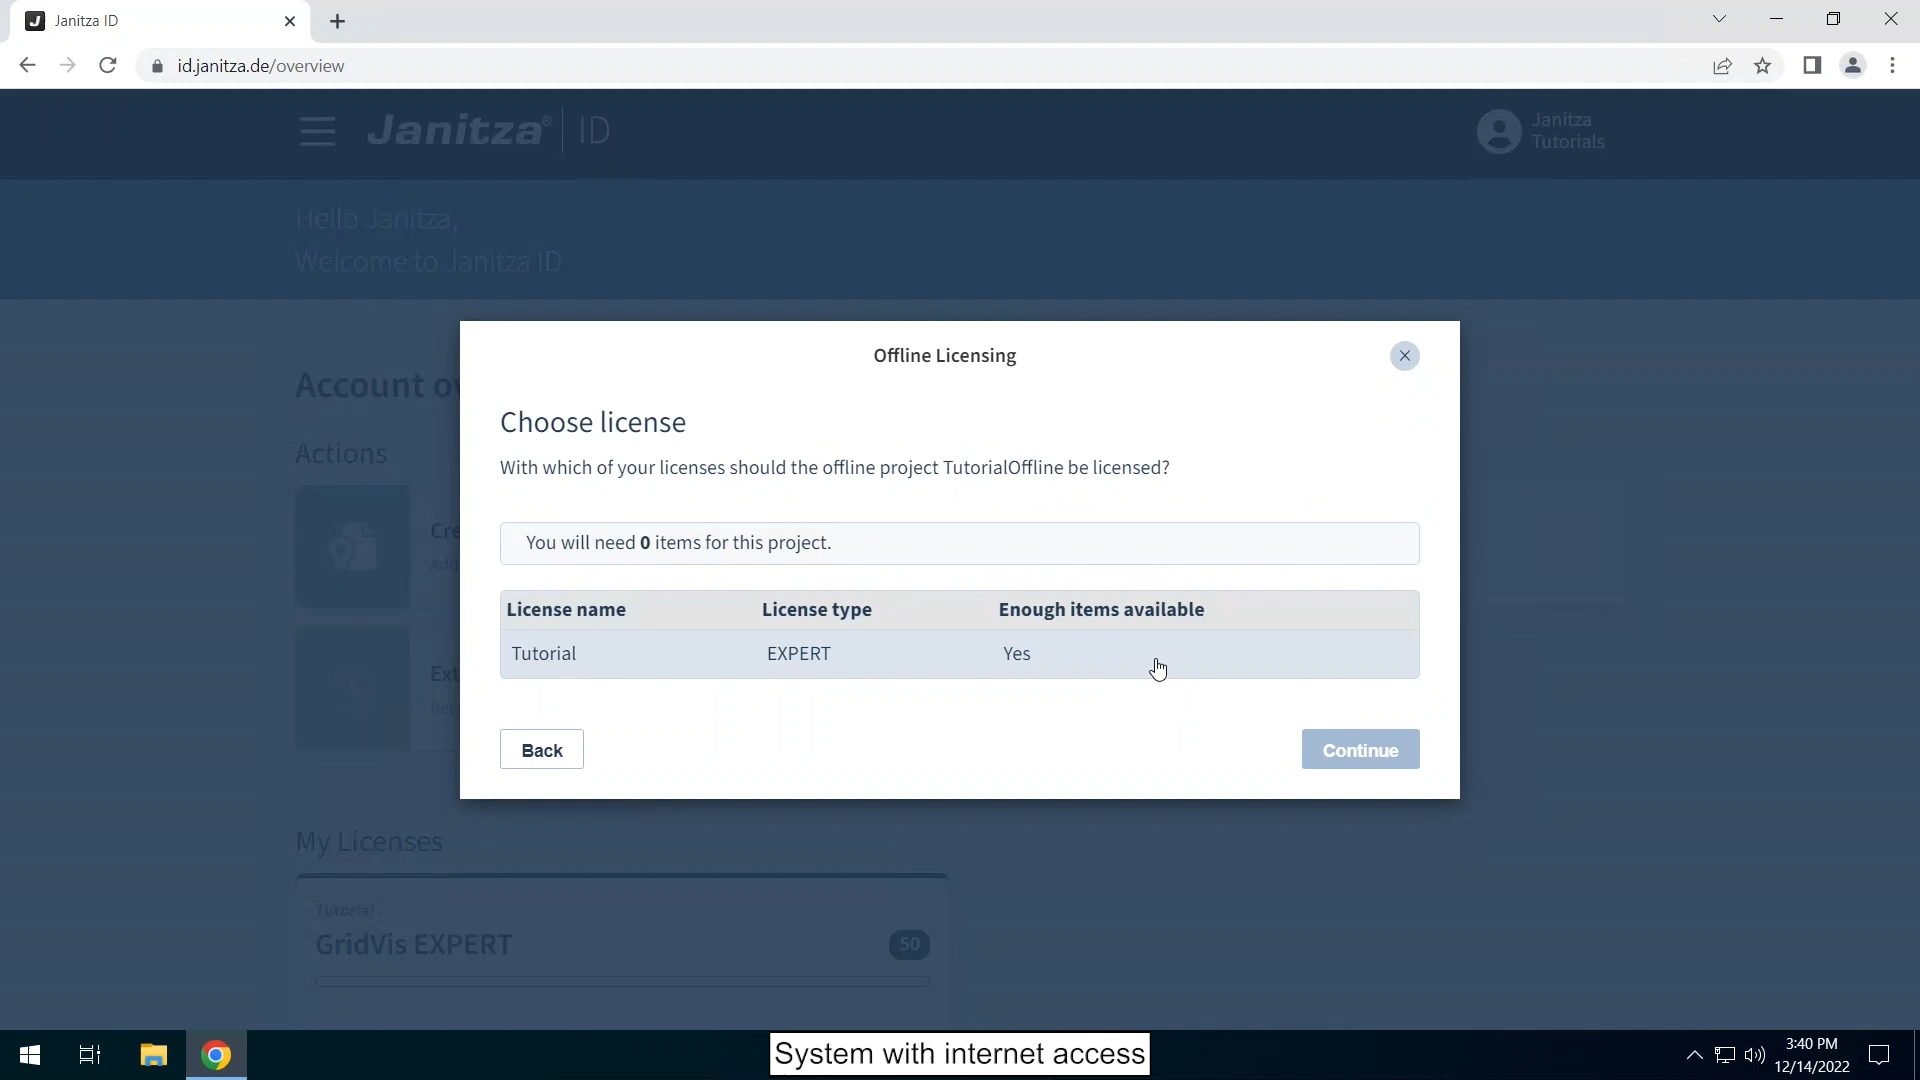 Janitza ID
id.janitza.de/overview
Janitza® ID
Janitza
Tutorials
Hello Janitza,
Welcome to Janitza ID
Offline Licensing
Account o
Choose license
Actions
With which of your licenses should the offline project TutorialOffline be licensed?
Cre
Add
You will need 0 items for this project.
License name License type Enough items available
Tutorial EXPERT Yes
Ext
Back Continue
My Licenses
Tutorial
GridVis EXPERT 50
System with internet access
3:40 PM
12/14/2022